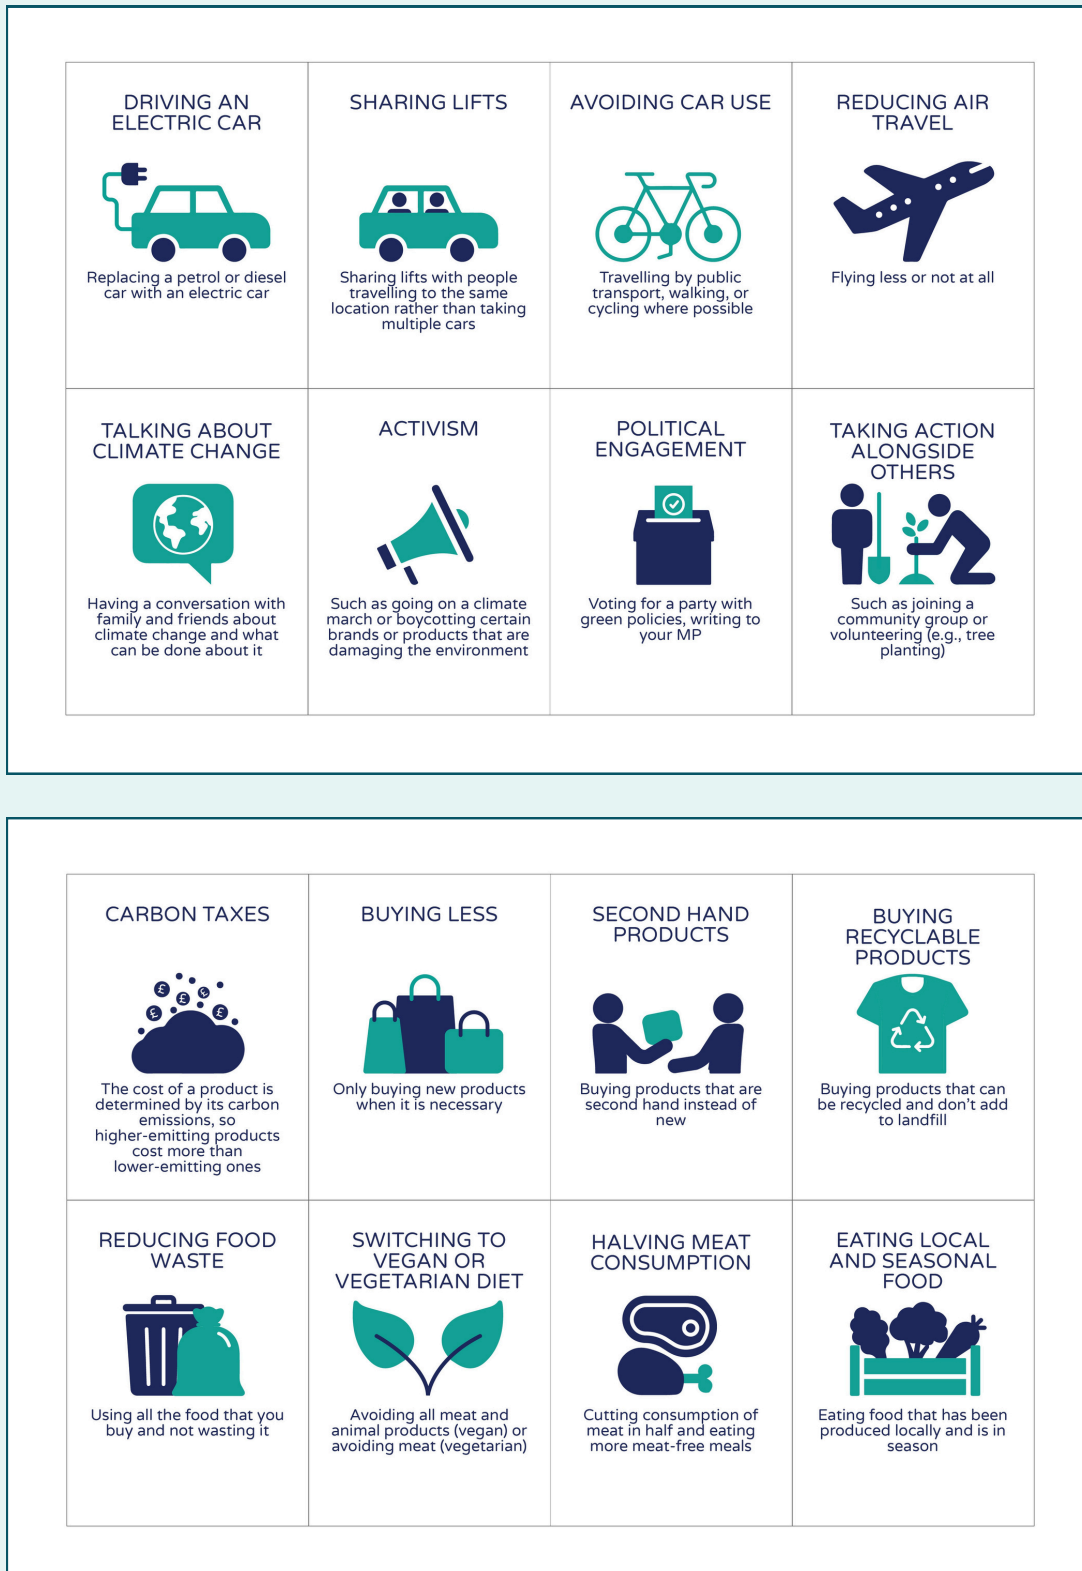 DRIVING AN
ELECTRIC CAR
Replacing a petrol or diesel
car with an electric car
SHARING LIFTS
Sharing lifts with people
travelling to the same
location rather than taking
multiple cars
AVOIDING CAR USE
Travelling by public
transport, walking, or
cycling where possible
REDUCING AIR
TRAVEL
Flying less or not at all
TALKING ABOUT
CLIMATE CHANGE
Having a conversation with
family and friends about
climate change and what
can be done about it
ACTIVISM
Such as going on a climate
march or boycotting certain
brands or products that are
damaging the environment
POLITICAL
ENGAGEMENT
Voting for a party with
green policies, writing to
your MP
TAKING ACTION
ALONGSIDE
OTHERS
Such as joining a
community group or
volunteering (e.g., tree
planting)
CARBON TAXES
£ £ £
£ £
The cost of a product is
determined by its carbon
emissions, so
higher-emitting products
cost more than
lower-emitting ones
BUYING LESS
Only buying new products
when it is necessary
SECOND HAND
PRODUCTS
Buying products that are
second hand instead of
new
BUYING
RECYCLABLE
PRODUCTS
Buying products that can
be recycled and don't add
to landfill
REDUCING FOOD
WASTE
Using all the food that you
buy and not wasting it
SWITCHING TO
VEGAN OR
VEGETARIAN DIET
Avoiding all meat and
animal products (vegan) or
avoiding meat (vegetarian)
HALVING MEAT
CONSUMPTION
Cutting consumption of
meat in half and eating
more meat-free meals
EATING LOCAL
AND SEASONAL
FOOD
Eating food that has been
produced locally and is in
season